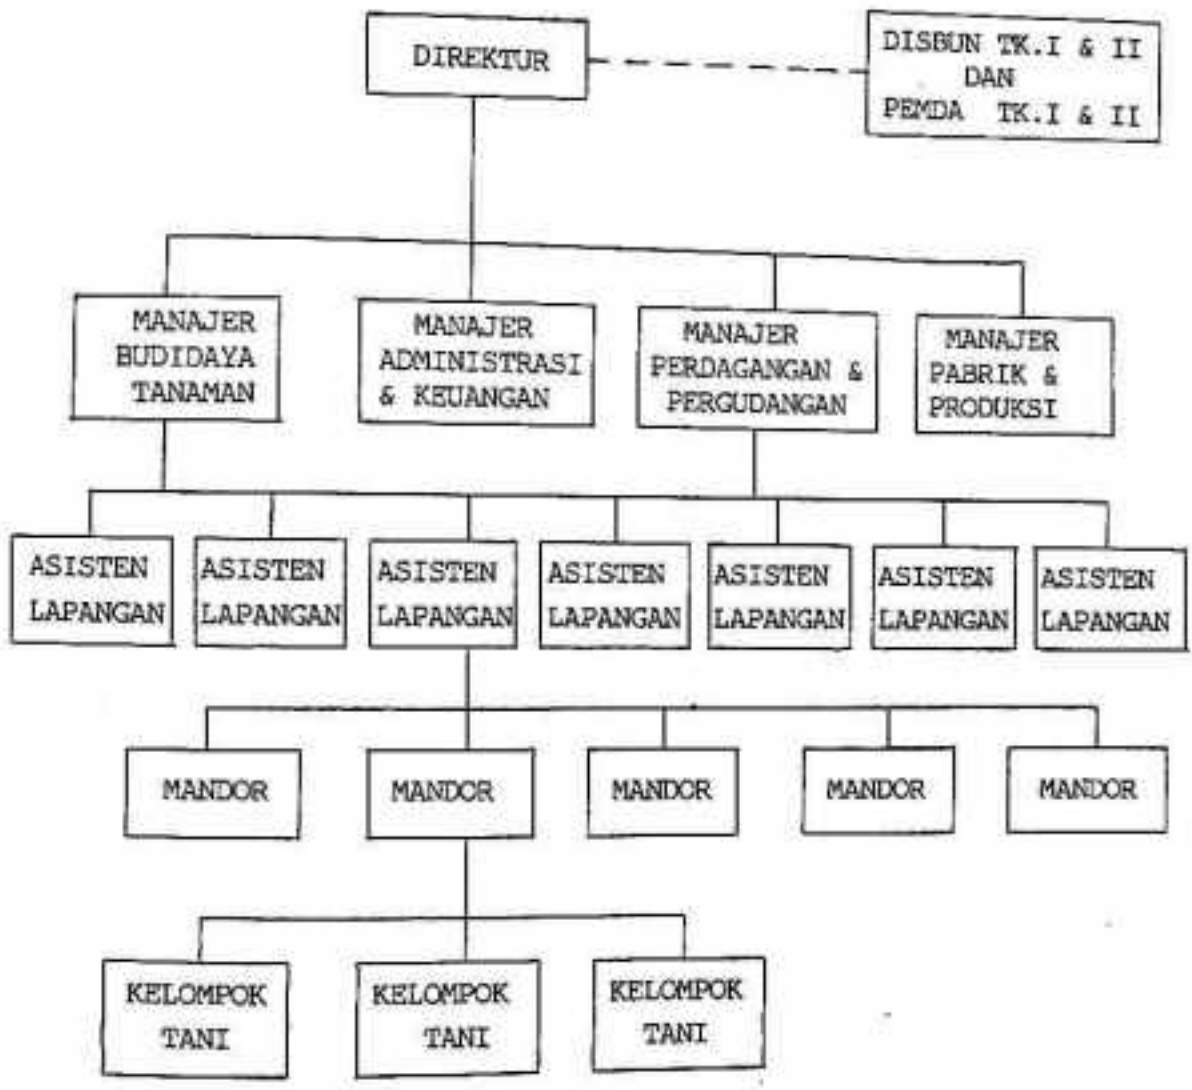 DIREKTUR
DISBUN TK.I & II
DAN
PEMDA TK.I & II
MANAJER
BUDIDAYA
TANAMAN
MANAJER
ADMINISTRASI
& KEUANGAN
MANAJER
PERDAGANGAN &
PERGUDANGAN
MANAJER
PABRIK &
PRODUKSI
ASISTEN
LAPANGAN
ASISTEN
LAPANGAN
ASISTEN
LAPANGAN
ASISTEN
LAPANGAN
ASISTEN
LAPANGAN
ASISTEN
LAPANGAN
ASISTEN
LAPANGAN
MANDOR
MANDOR
MANDOR
MANDOR
MANDOR
KELOMPOK
TANI
KELOMPOK
TANI
KELOMPOK
TANI